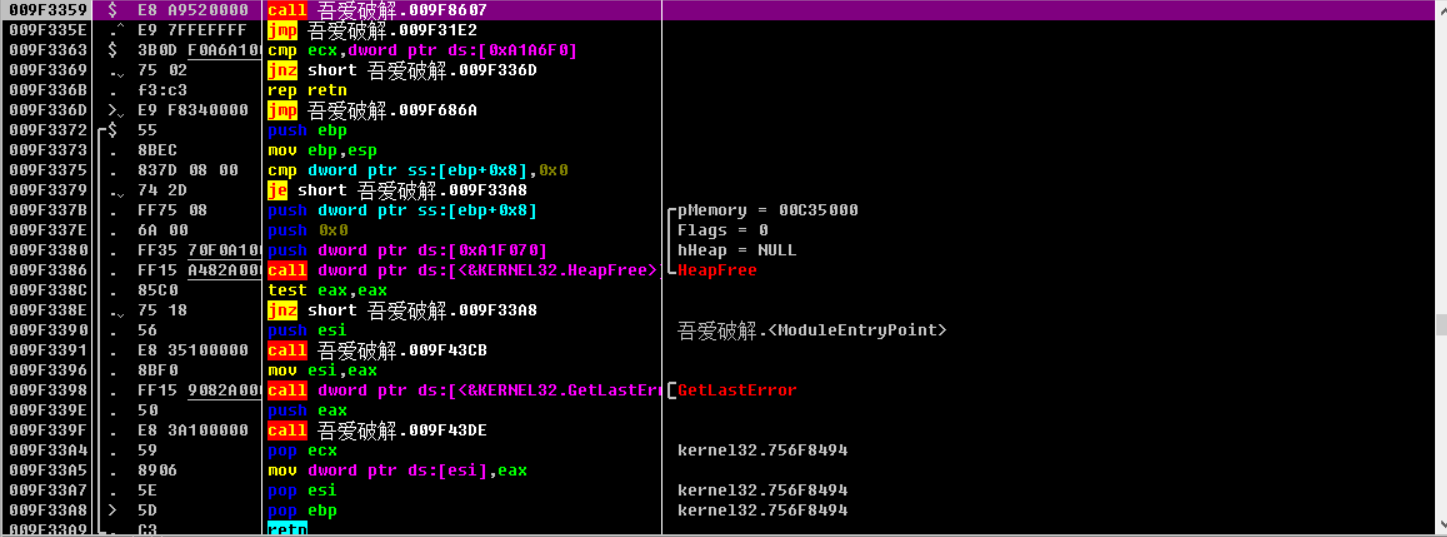 009F3359 $ E8 A9520000 call 吾爱破解.009F8607
009F335E .^ E9 7FFEFFFF jmp 吾爱破解.009F31E2
009F3363 $ 3B0D F0A6A100 cmp ecx,dword ptr ds:[0xA1A6F0]
009F3369 .v 75 02 jnz short 吾爱破解.009F336D
009F336B . f3:c3 rep retn
009F336D >v E9 F8340000 jmp 吾爱破解.009F686A
009F3372 $ 55 push ebp
009F3373 . 8BEC mov ebp,esp
009F3375 . 837D 08 00 cmp dword ptr ss:[ebp+0x8],0x0
009F3379 .v 74 2D je short 吾爱破解.009F33A8
009F337B . FF75 08 push dword ptr ss:[ebp+0x8] pMemory = 00C35000
009F337E . 6A 00 push 0x0 Flags = 0
009F3380 . FF35 70F0A100 push dword ptr ds:[0xA1F070] hHeap = NULL
009F3386 . FF15 A482A000 call dword ptr ds:[<&KERNEL32.HeapFree>] HeapFree
009F338C . 85C0 test eax,eax
009F338E .v 75 18 jnz short 吾爱破解.009F33A8
009F3390 . 56 push esi 吾爱破解.<ModuleEntryPoint>
009F3391 . E8 35100000 call 吾爱破解.009F43CB
009F3396 . 8BF0 mov esi,eax
009F3398 . FF15 9082A000 call dword ptr ds:[<&KERNEL32.GetLastErr GetLastError
009F339E . 50 push eax
009F339F . E8 3A100000 call 吾爱破解.009F43DE
009F33A4 . 59 pop ecx kernel32.756F8494
009F33A5 . 8906 mov dword ptr ds:[esi],eax
009F33A7 . 5E pop esi kernel32.756F8494
009F33A8 > 5D pop ebp kernel32.756F8494
009F33A9 . C3 retn